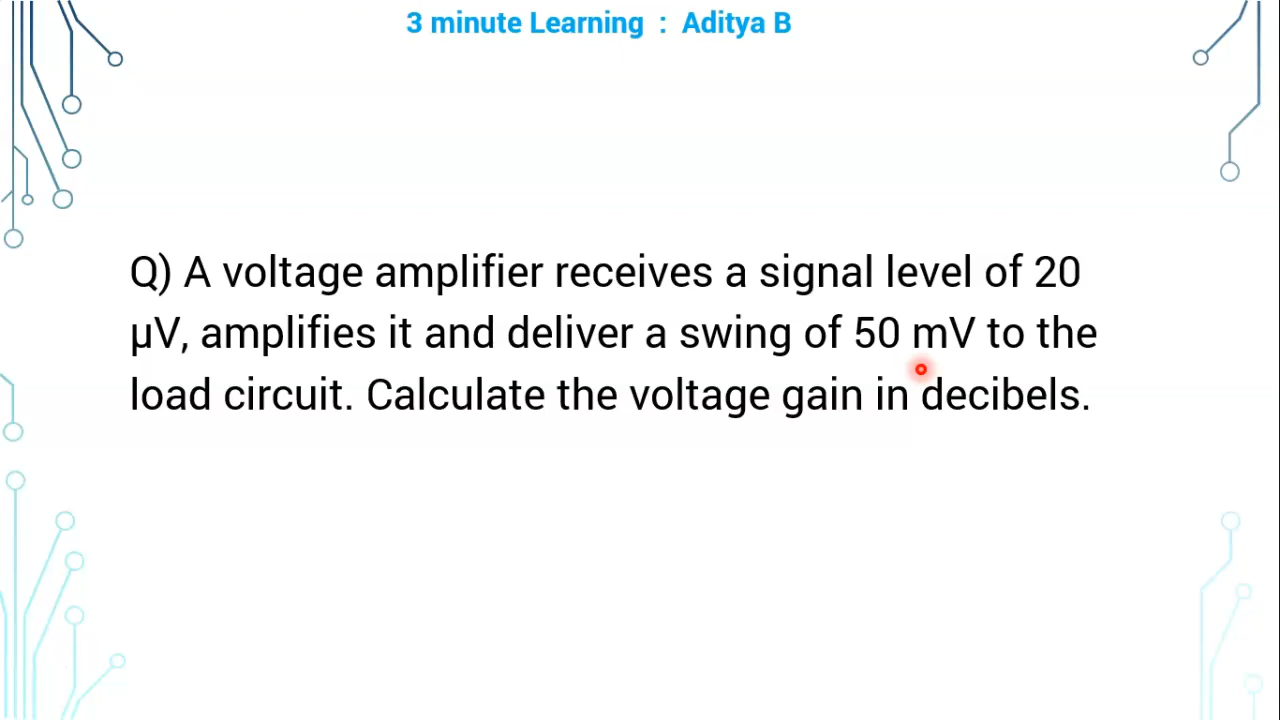 3 minute Learning : Aditya B
Q) A voltage amplifier receives a signal level of 20
μV, amplifies it and deliver a swing of 50 mV to the
load circuit. Calculate the voltage gain in decibels.